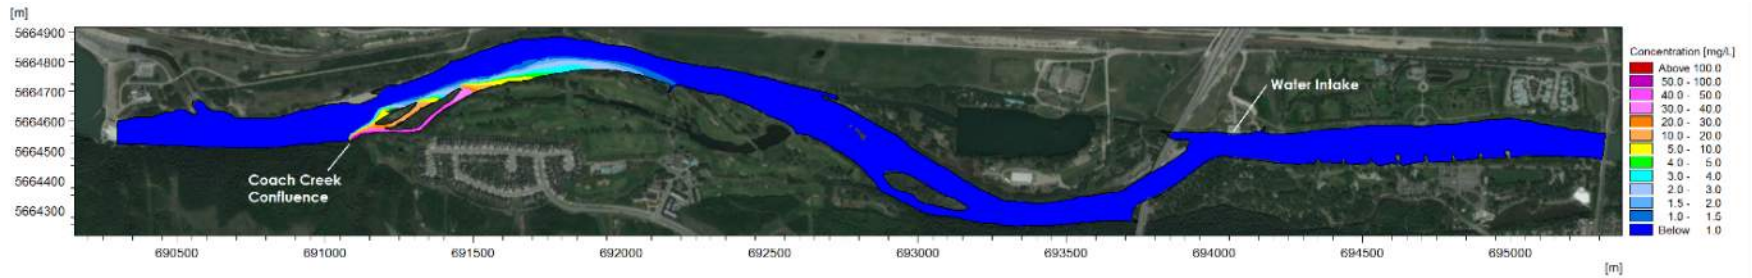 [m]
5664900
5664800
5664700
5664600
5664500
5664400
5664300
Coach Creek
Confluence
Water Intake
690500 691000 691500 692000 692500 693000 693500 694000 694500 695000
[m]
Concentration [mg/L]
Above 100.0
50.0 - 100.0
40.0 - 50.0
30.0 - 40.0
20.0 - 30.0
10.0 - 20.0
5.0 - 10.0
4.0 - 5.0
3.0 - 4.0
2.0 - 3.0
1.5 - 2.0
1.0 - 1.5
Below 1.0